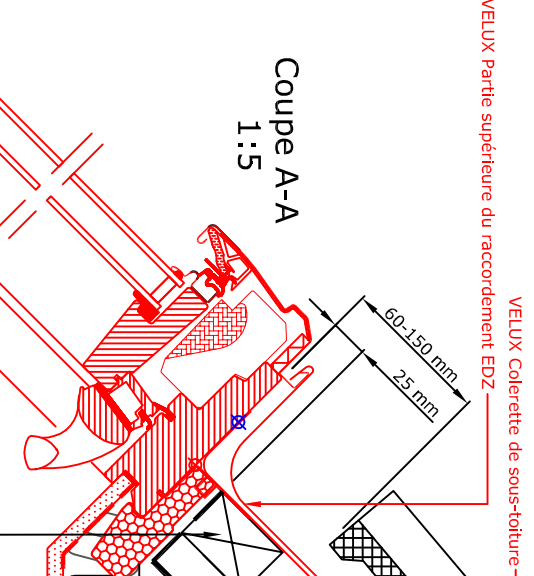 VELUX Partie supérieure du raccordement EDZ
VELUX Colerette de sous-toiture
Coupe A-A
1:5
60-150 mm
25 mm